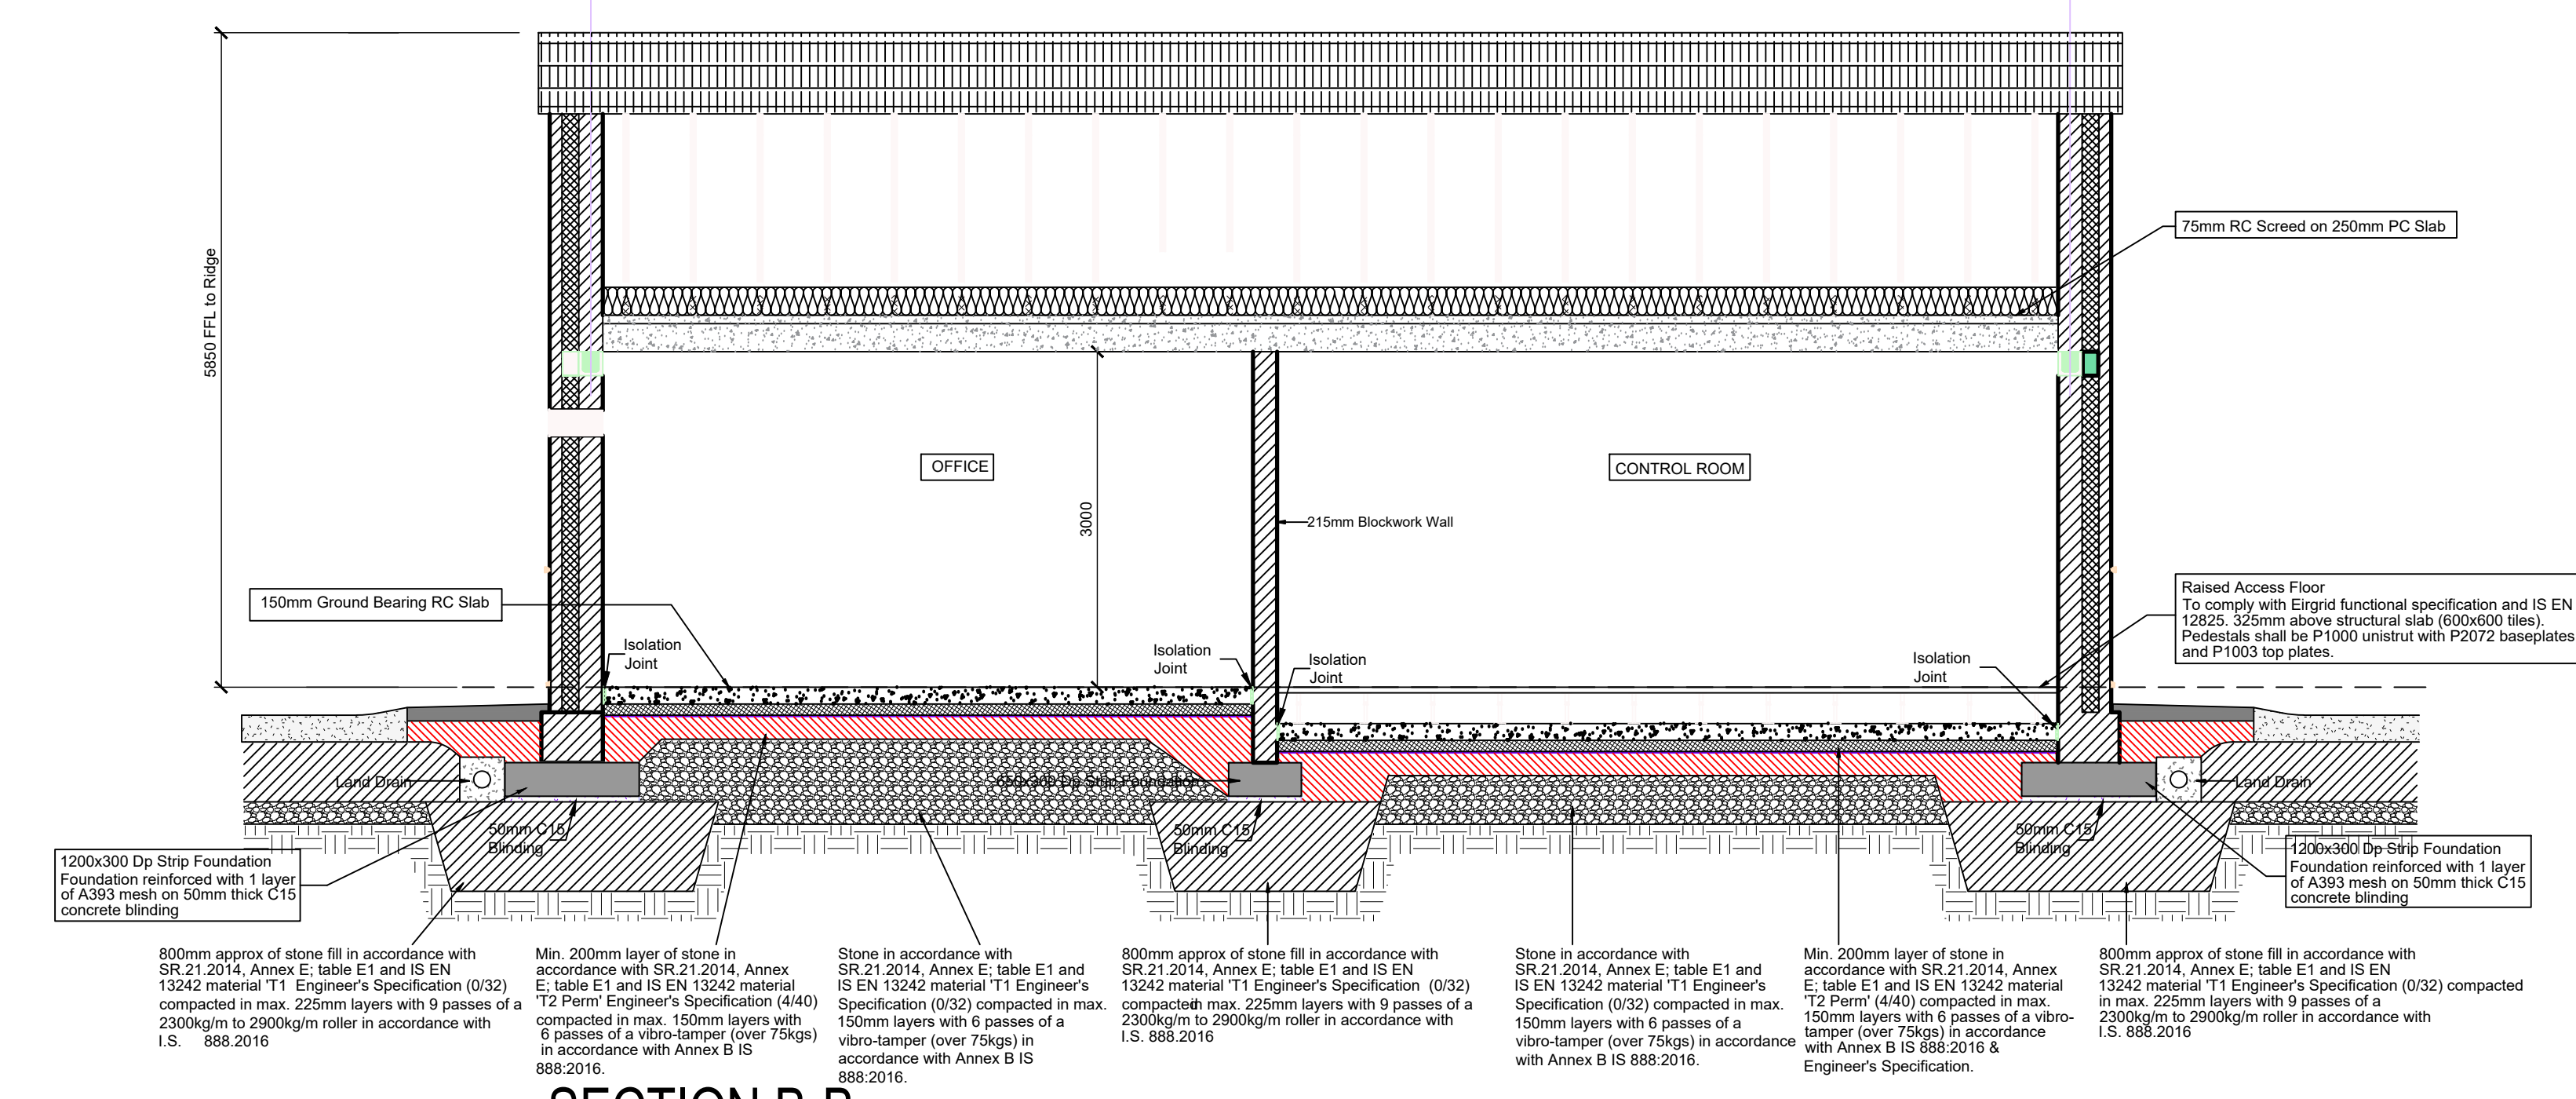 75mm RC Screed on 250mm PC Slab
5850 FFL to Ridge
OFFICE
CONTROL ROOM
3000
215mm Blockwork Wall
150mm Ground Bearing RC Slab
Raised Access Floor
To comply with Eirgrid functional specification and IS EN
12825. 325mm above structural slab (600x600 tiles).
Pedestals shall be P1000 unistrut with P2072 baseplates
and P1003 top plates.
Isolation
Joint
Isolation
Joint
Isolation
Joint
Isolation
Joint
Land Drain
650x300 Dp Strip Foundation
Land Drain
50mm C15
Blinding
50mm C15
Blinding
50mm C15
Blinding
1200x300 Dp Strip Foundation
Foundation reinforced with 1 layer
of A393 mesh on 50mm thick C15
concrete blinding
1200x300 Dp Strip Foundation
Foundation reinforced with 1 layer
of A393 mesh on 50mm thick C15
concrete blinding
800mm approx of stone fill in accordance with
SR.21.2014, Annex E; table E1 and IS EN
13242 material 'T1 Engineer's Specification (0/32)
compacted in max. 225mm layers with 9 passes of a
2300kg/m to 2900kg/m roller in accordance with
I.S. 888.2016
Min. 200mm layer of stone in
accordance with SR.21.2014, Annex
E; table E1 and IS EN 13242 material
'T2 Perm' Engineer's Specification (4/40)
compacted in max. 150mm layers with
6 passes of a vibro-tamper (over 75kgs)
in accordance with Annex B IS
888:2016.
Stone in accordance with
SR.21.2014, Annex E; table E1 and
IS EN 13242 material 'T1 Engineer's
Specification (0/32) compacted in max.
150mm layers with 6 passes of a
vibro-tamper (over 75kgs) in
accordance with Annex B IS
888:2016.
800mm approx of stone fill in accordance with
SR.21.2014, Annex E; table E1 and IS EN
13242 material 'T1 Engineer's Specification (0/32)
compacted in max. 225mm layers with 9 passes of a
2300kg/m to 2900kg/m roller in accordance with
I.S. 888.2016
Stone in accordance with
SR.21.2014, Annex E; table E1 and
IS EN 13242 material 'T1 Engineer's
Specification (0/32) compacted in max.
150mm layers with 6 passes of a
vibro-tamper (over 75kgs) in accordance
with Annex B IS 888:2016.
Min. 200mm layer of stone in
accordance with SR.21.2014, Annex
E; table E1 and IS EN 13242 material
'T2 Perm' (4/40) compacted in max.
150mm layers with 6 passes of a vibro-
tamper (over 75kgs) in accordance
with Annex B IS 888:2016 &
Engineer's Specification.
800mm approx of stone fill in accordance with
SR.21.2014, Annex E; table E1 and IS EN
13242 material 'T1 Engineer's Specification (0/32) compacted
in max. 225mm layers with 9 passes of a
2300kg/m to 2900kg/m roller in accordance with
I.S. 888.2016
SECTION B-B